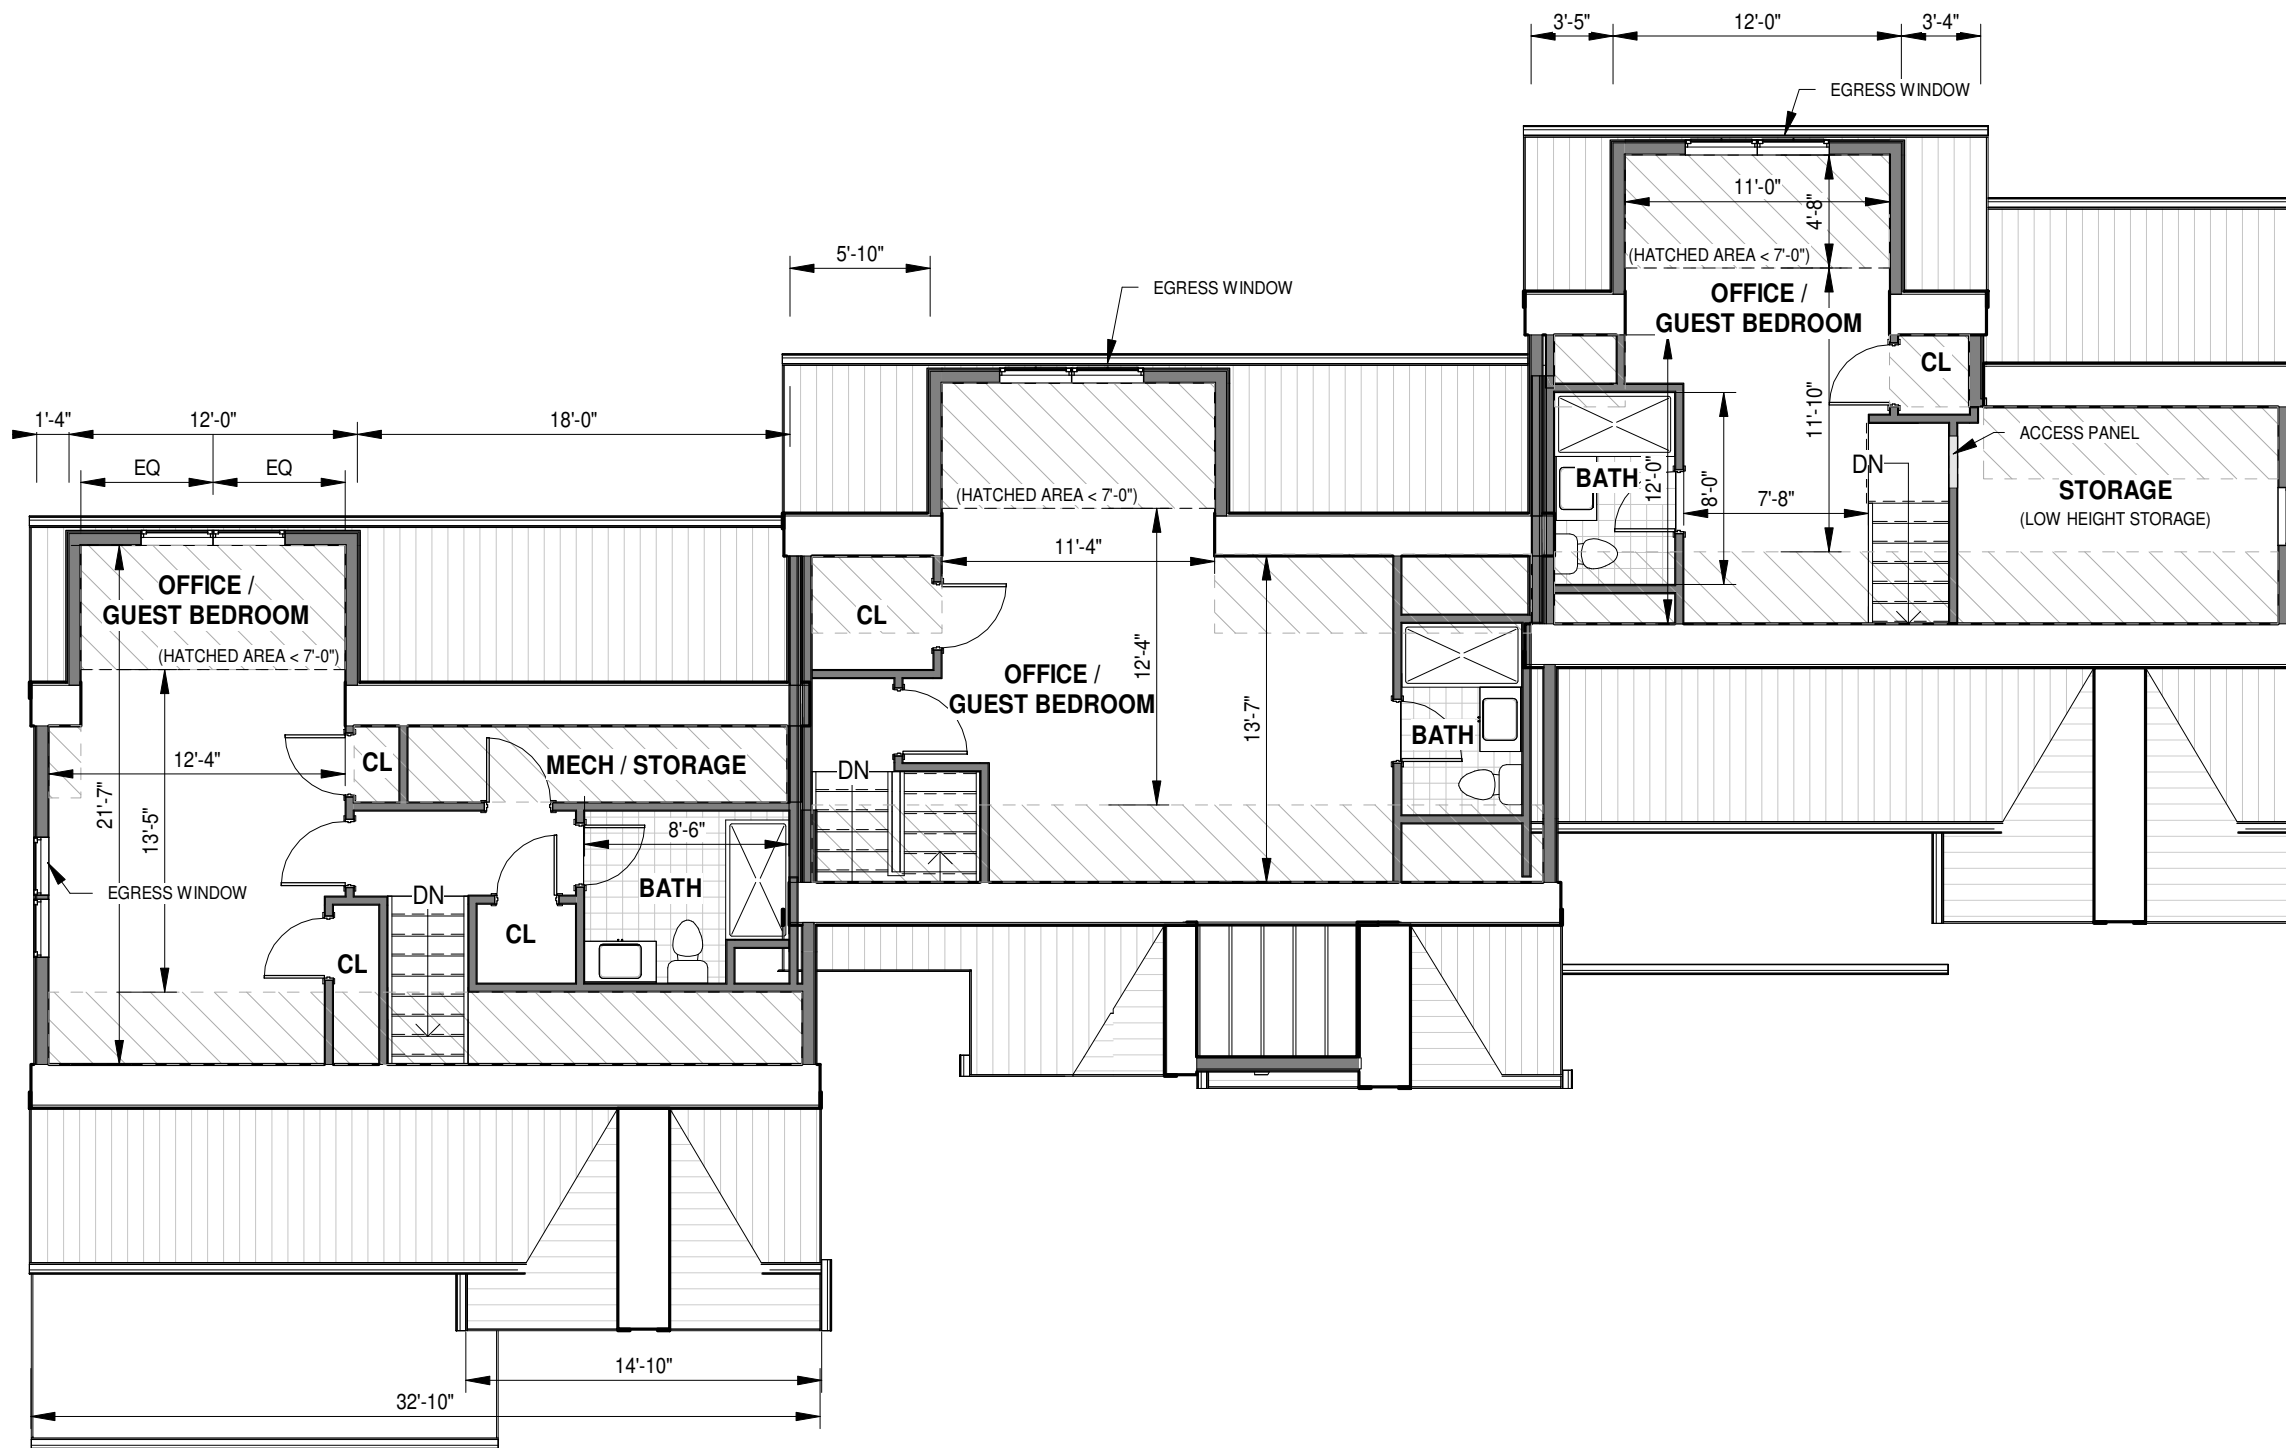 3'-5"
12'-0"
3'-4"
EGRESS WINDOW
11'-0"
4'-8"
(HATCHED AREA < 7'-0")
OFFICE /
GUEST BEDROOM
CL
11'-10"
ACCESS PANEL
DN
BATH
12'-0"
8'-0"
7'-8"
STORAGE
(LOW HEIGHT STORAGE)
5'-10"
EGRESS WINDOW
(HATCHED AREA < 7'-0")
11'-4"
CL
12'-4"
OFFICE /
GUEST BEDROOM
13'-7"
BATH
DN
1'-4"
12'-0"
18'-0"
EQ
EQ
OFFICE /
GUEST BEDROOM
(HATCHED AREA < 7'-0")
12'-4"
CL
MECH / STORAGE
21'-7"
13'-5"
8'-6"
EGRESS WINDOW
DN
BATH
CL
CL
14'-10"
32'-10"